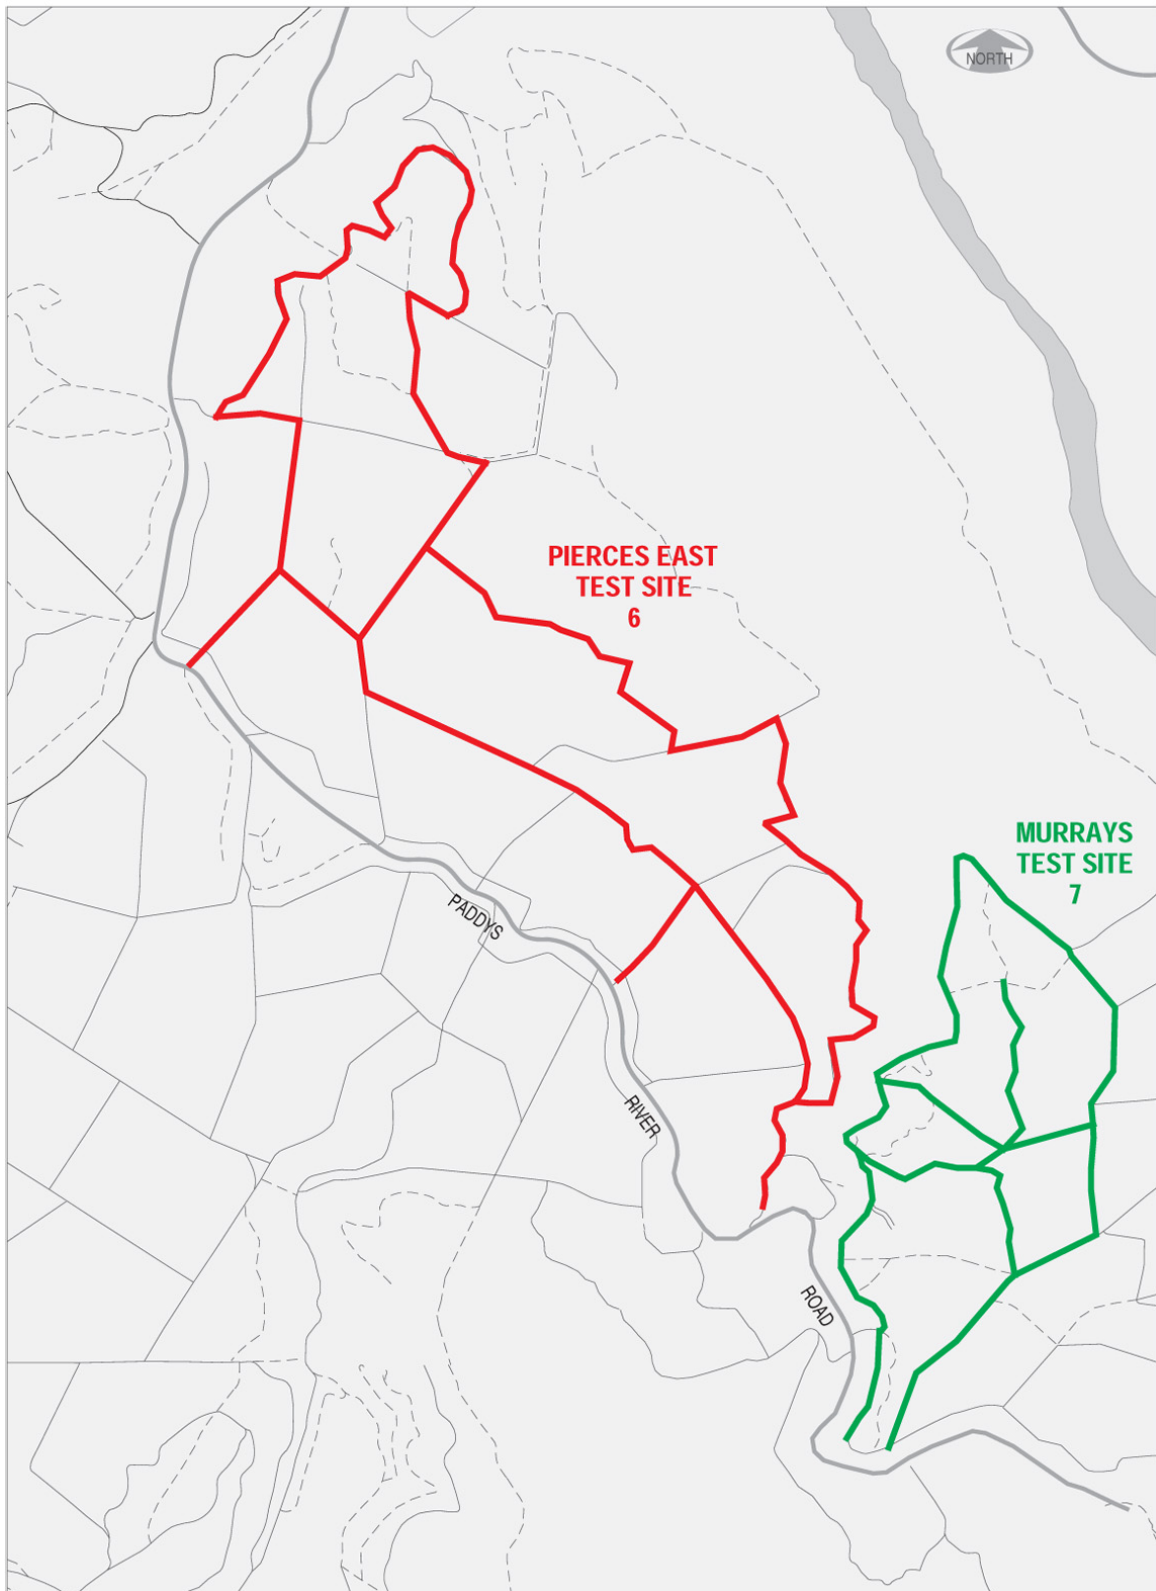 NORTH
PIERCES EAST
TEST SITE
6
MURRAYS
TEST SITE
7
PADDYS
RIVER
ROAD